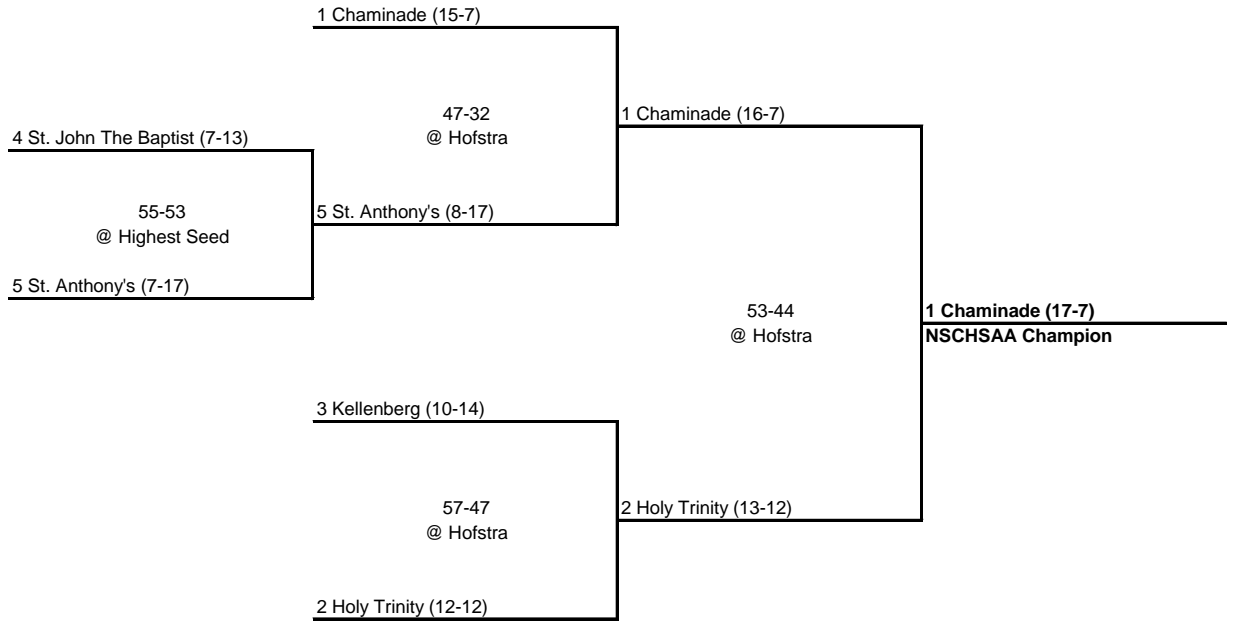 1 Chaminade (15-7)
47-32
@ Hofstra
1 Chaminade (16-7)
4 St. John The Baptist (7-13)
55-53
@ Highest Seed
5 St. Anthony's (8-17)
5 St. Anthony's (7-17)
53-44
@ Hofstra
1 Chaminade (17-7)
NSCHSAA Champion
3 Kellenberg (10-14)
57-47
@ Hofstra
2 Holy Trinity (13-12)
2 Holy Trinity (12-12)